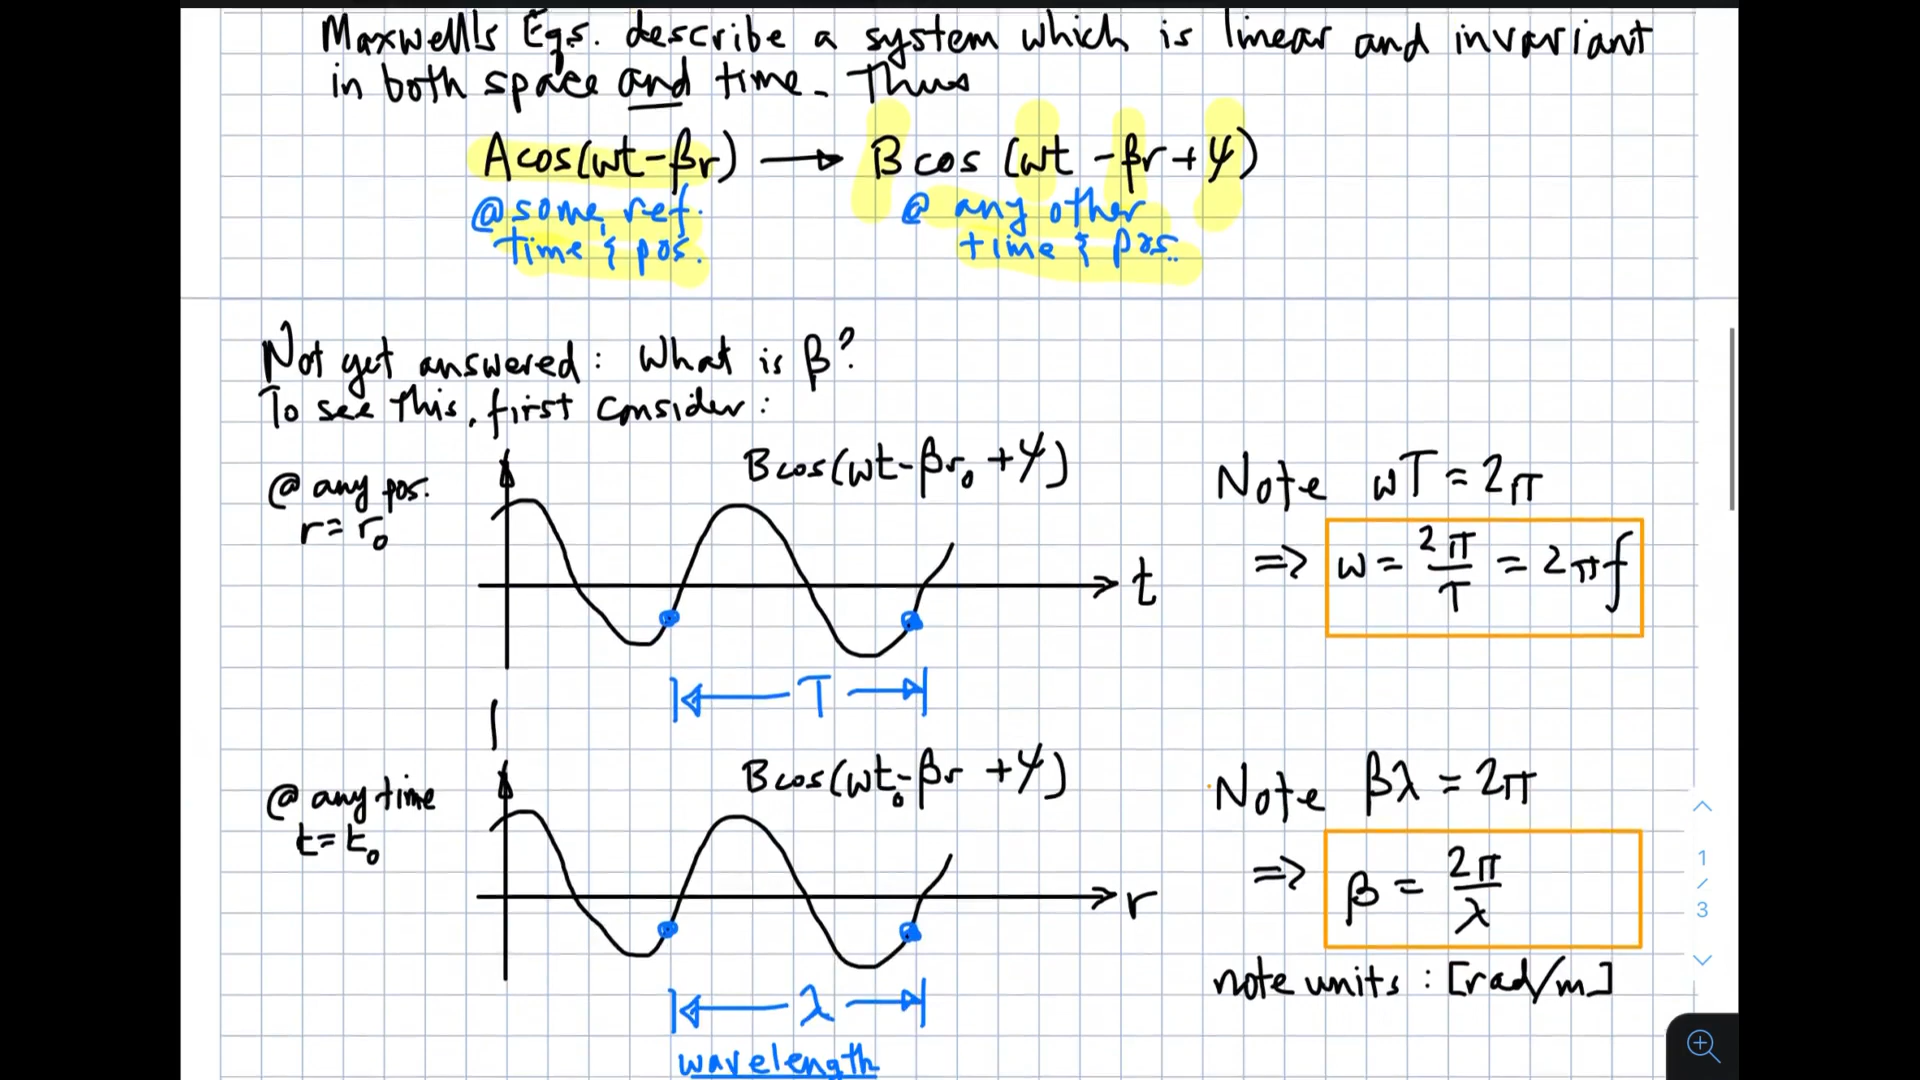 Maxwell's Eqs. describe a system which is linear and invariant
in both space and time. Thus
Acos(ωt-βr) → Bcos (ωt -βr+ψ)
@ some ref. @ any other
time & pos. time & pos.
Not yet answered: What is β?
To see this, first consider:
@ any pos.
r= r₀
Bcos(ωt-βr₀ +ψ)
t
T
Note ωT = 2π
=> ω = 2π/T = 2πf
@ any time
t= t₀
Bcos(ωt₀-βr +ψ)
r
λ
wavelength
Note βλ = 2π
=> β = 2π/λ
note units : [rad/m]
1
/
3